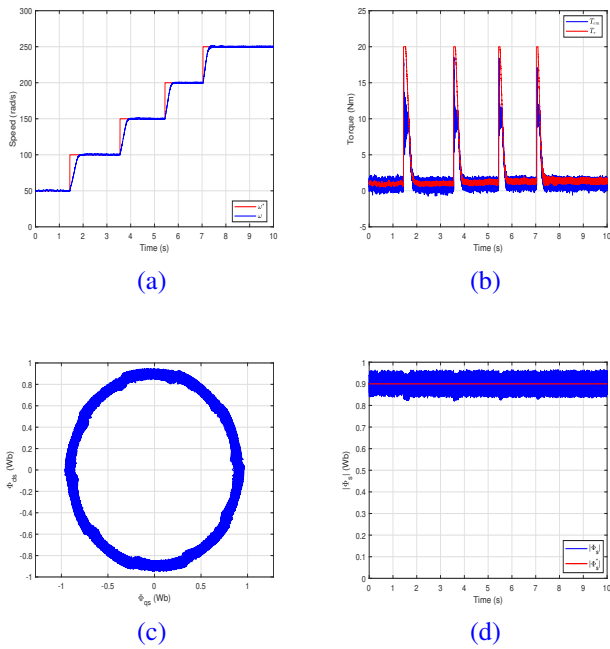 300
250
200
150
100
50
0
0 1 2 3 4 5 6 7 8 9 10
Speed (rad/s)
Time (s)
ω*
ω
(a)
25
20
15
10
5
0
-5
0 1 2 3 4 5 6 7 8 9 10
Torque (Nm)
Time (s)
(b)
1
0.8
0.6
0.4
0.2
0
-0.2
-0.4
-0.6
-0.8
-1
-1 -0.5 0 0.5 1
Φds (Wb)
Φqs (Wb)
(c)
1
0.9
0.8
0.7
0.6
0.5
0.4
0.3
0.2
0.1
0
0 1 2 3 4 5 6 7 8 9 10
|Φs| (Wb)
Time (s)
|Φs|
|Φs*|
(d)